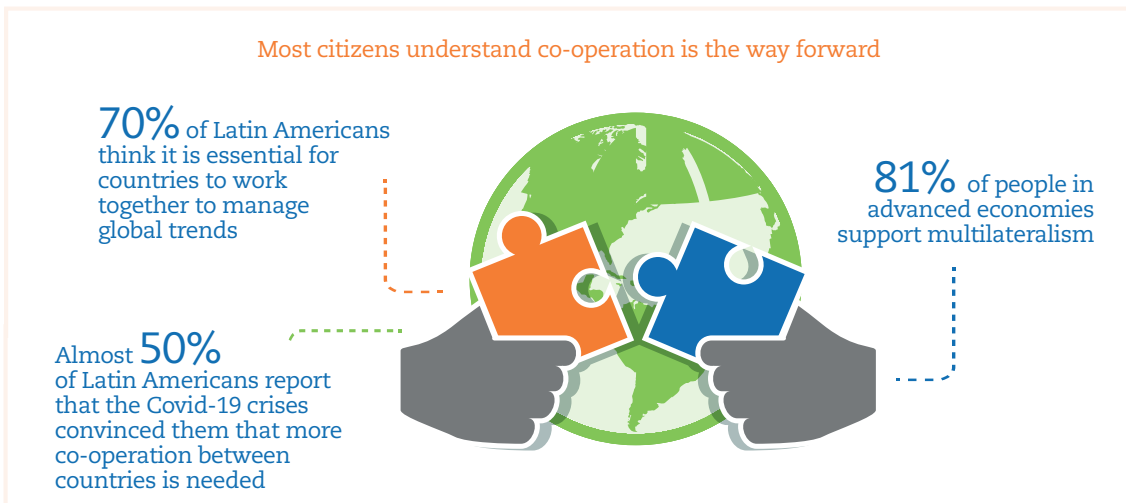 Most citizens understand co-operation is the way forward
70% of Latin Americans
think it is essential for
countries to work
together to manage
global trends
81% of people in
advanced economies
support multilateralism
Almost 50%
of Latin Americans report
that the Covid-19 crises
convinced them that more
co-operation between
countries is needed